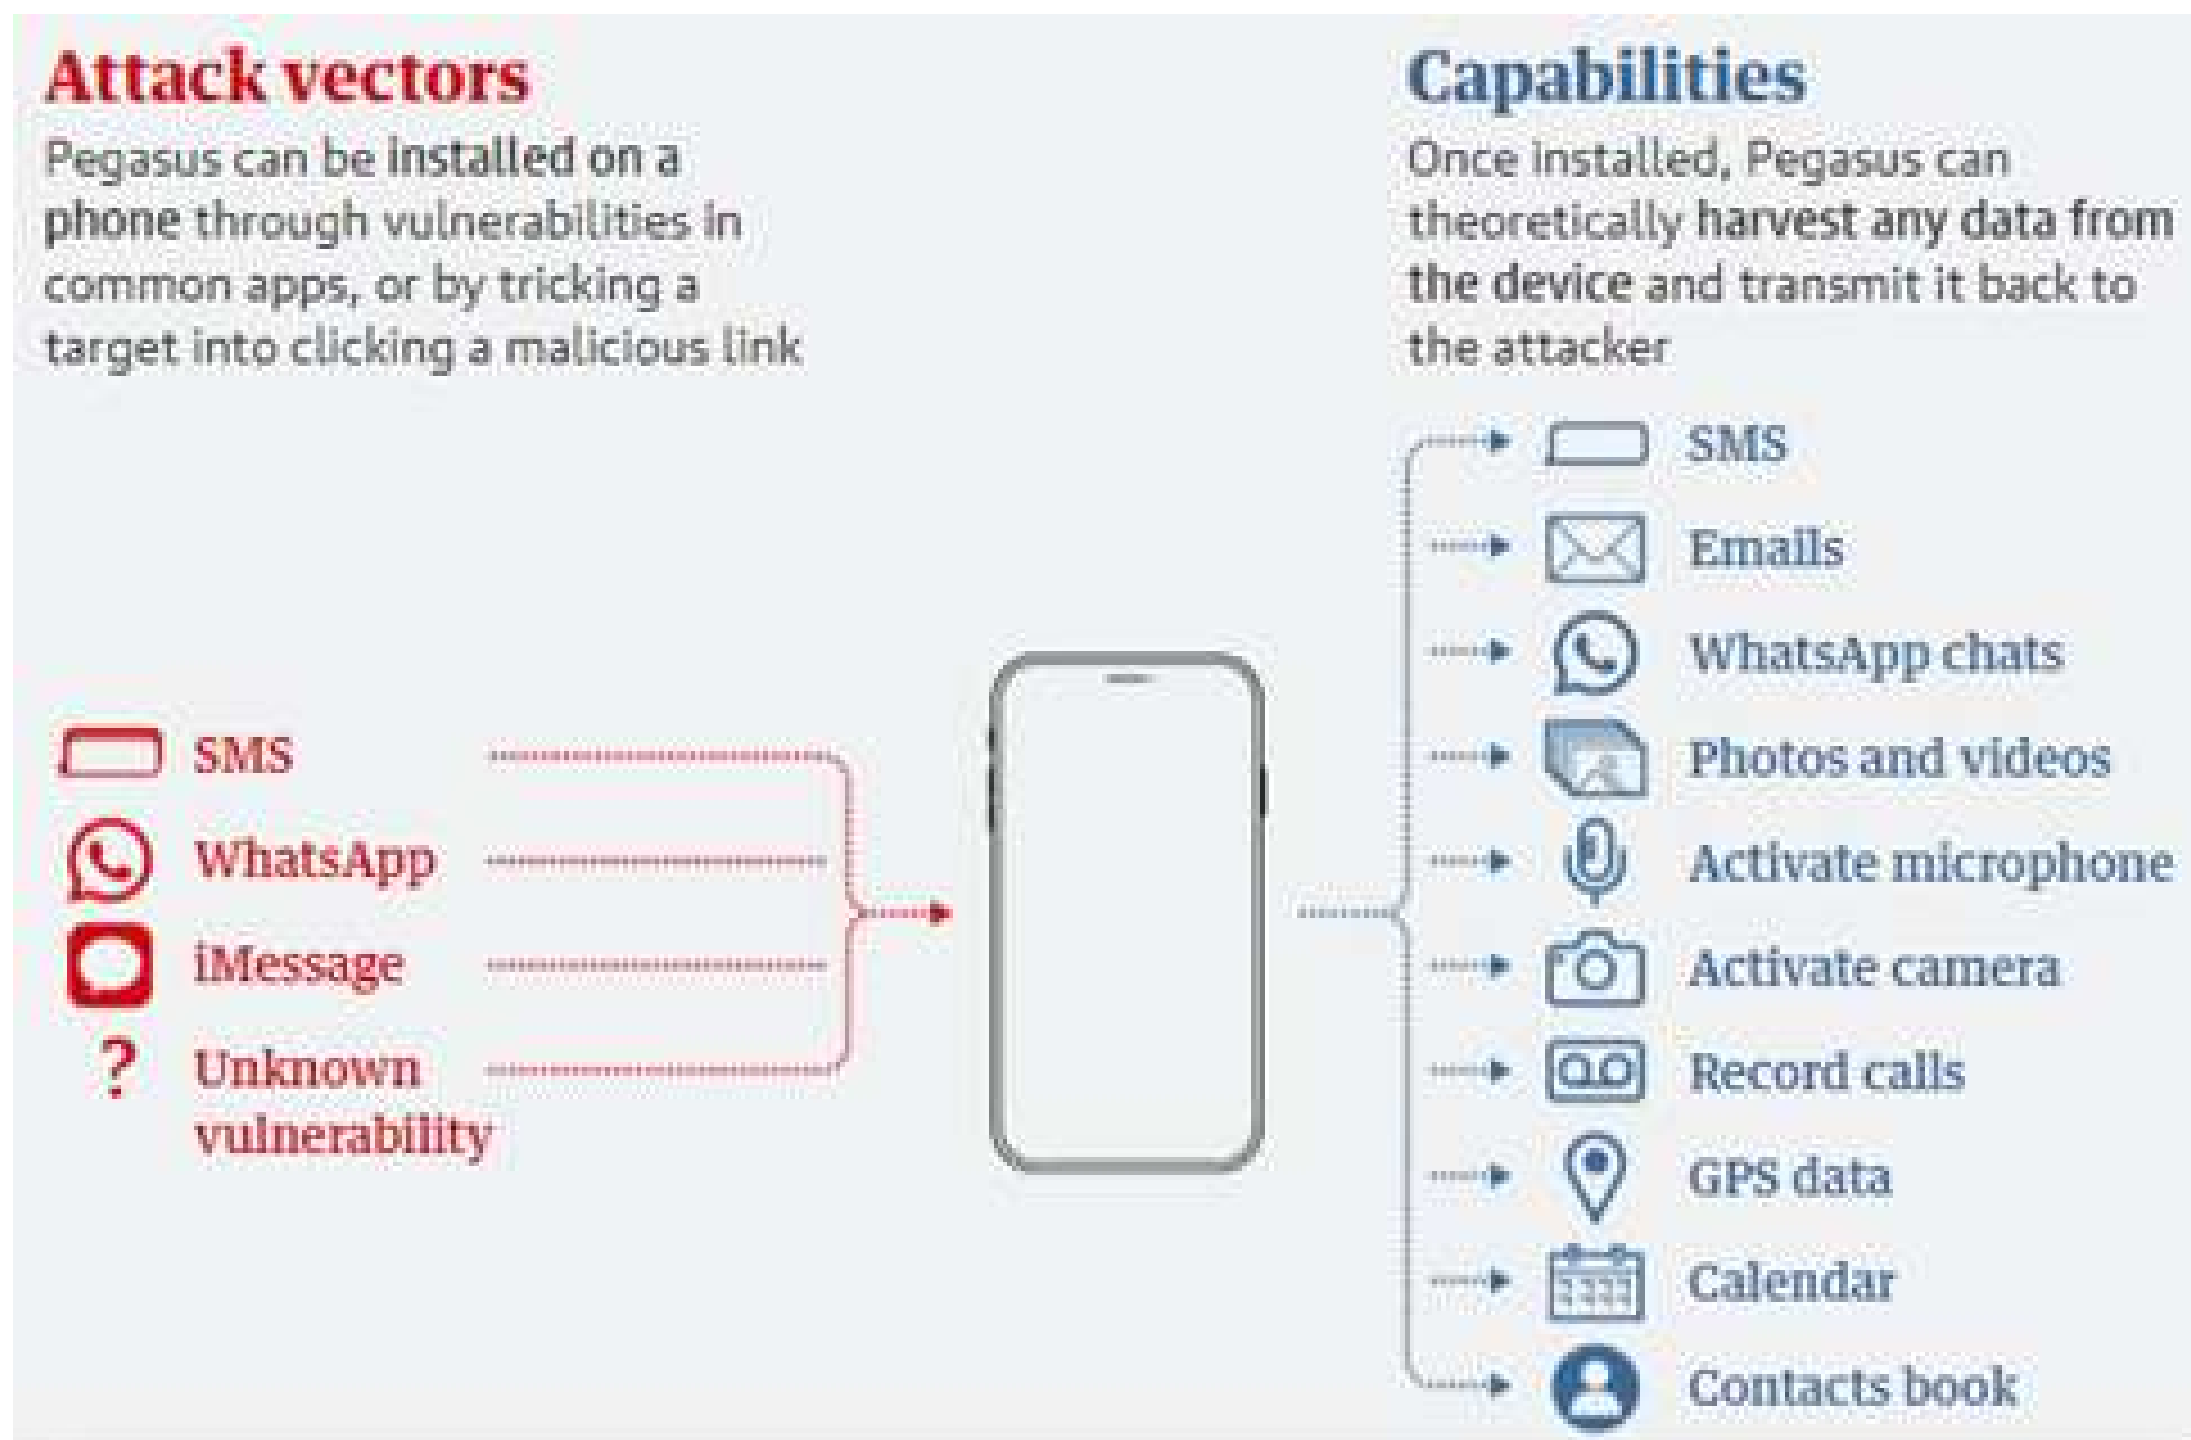 Attack vectors
Pegasus can be installed on a
phone through vulnerabilities in
common apps, or by tricking a
target into clicking a malicious link
SMS
WhatsApp
iMessage
?
Unknown
vulnerability
Capabilities
Once installed, Pegasus can
theoretically harvest any data from
the device and transmit it back to
the attacker
SMS
Emails
WhatsApp chats
Photos and videos
Activate microphone
Activate camera
Record calls
GPS data
Calendar
Contacts book